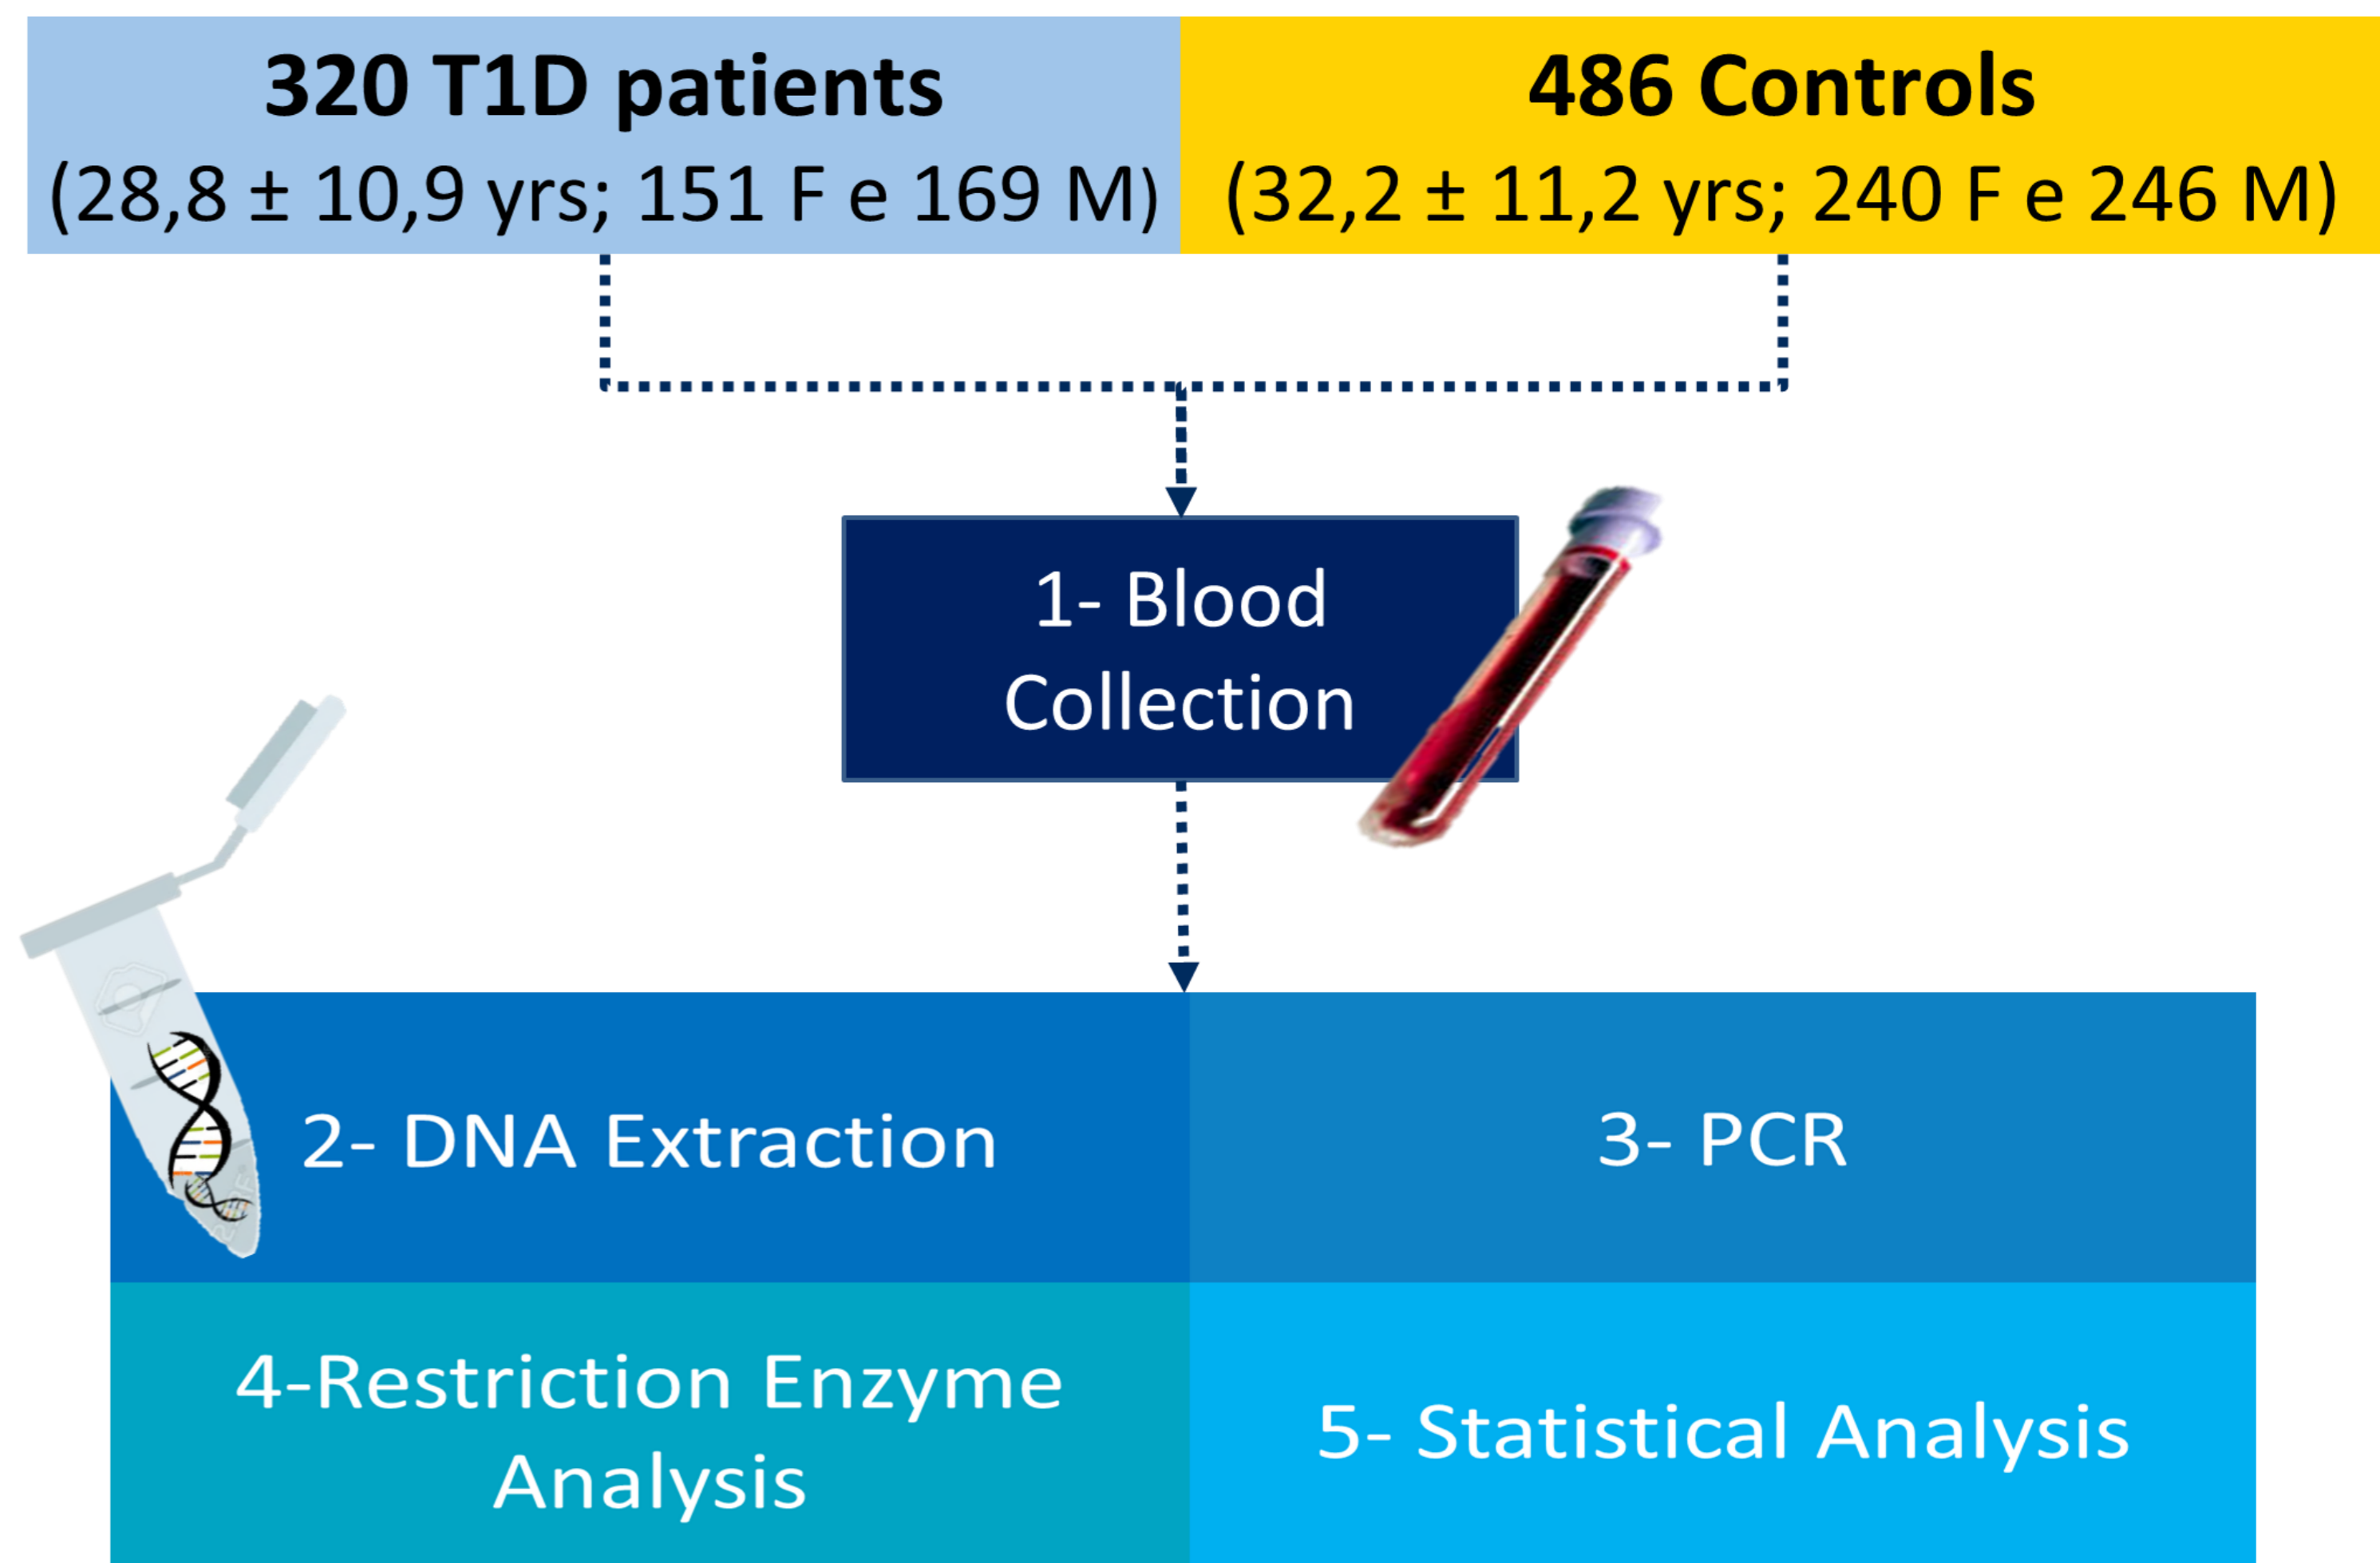 320 T1D patients
(28,8 ± 10,9 yrs; 151 F e 169 M)
486 Controls
(32,2 ± 11,2 yrs; 240 F e 246 M)
1- Blood
Collection
2- DNA Extraction
3- PCR
4-Restriction Enzyme
Analysis
5- Statistical Analysis